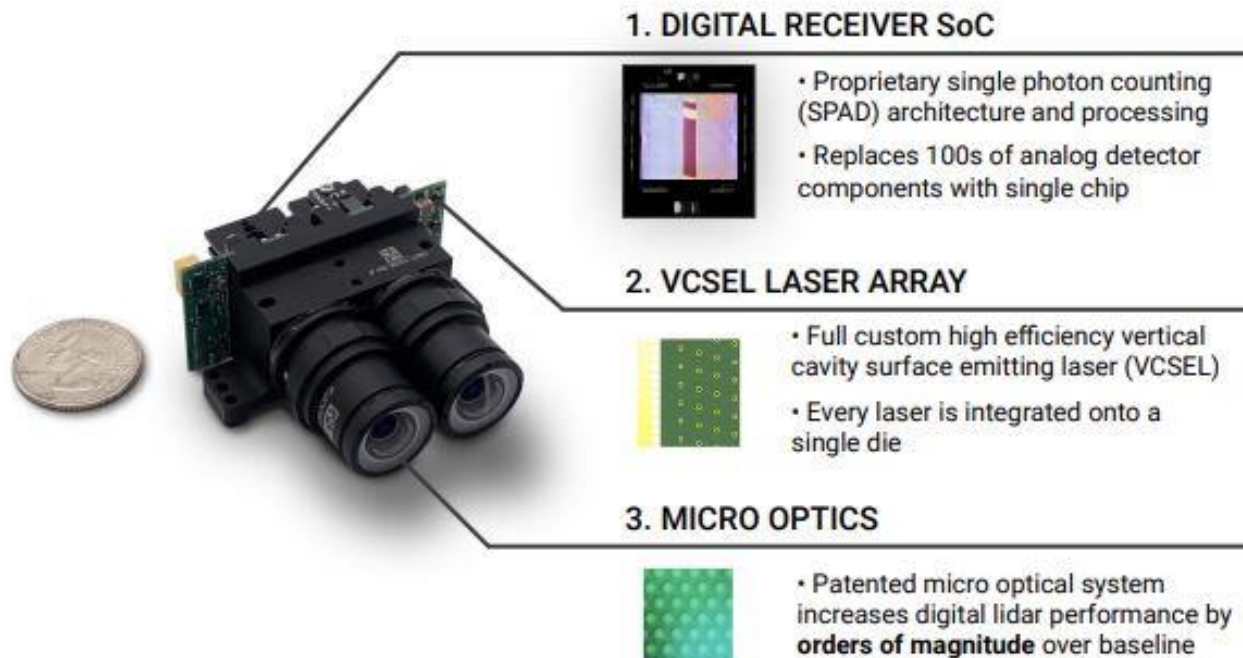 1. DIGITAL RECEIVER SoC
• Proprietary single photon counting
(SPAD) architecture and processing
• Replaces 100s of analog detector
components with single chip
2. VCSEL LASER ARRAY
• Full custom high efficiency vertical
cavity surface emitting laser (VCSEL)
• Every laser is integrated onto a
single die
3. MICRO OPTICS
• Patented micro optical system
increases digital lidar performance by
orders of magnitude over baseline